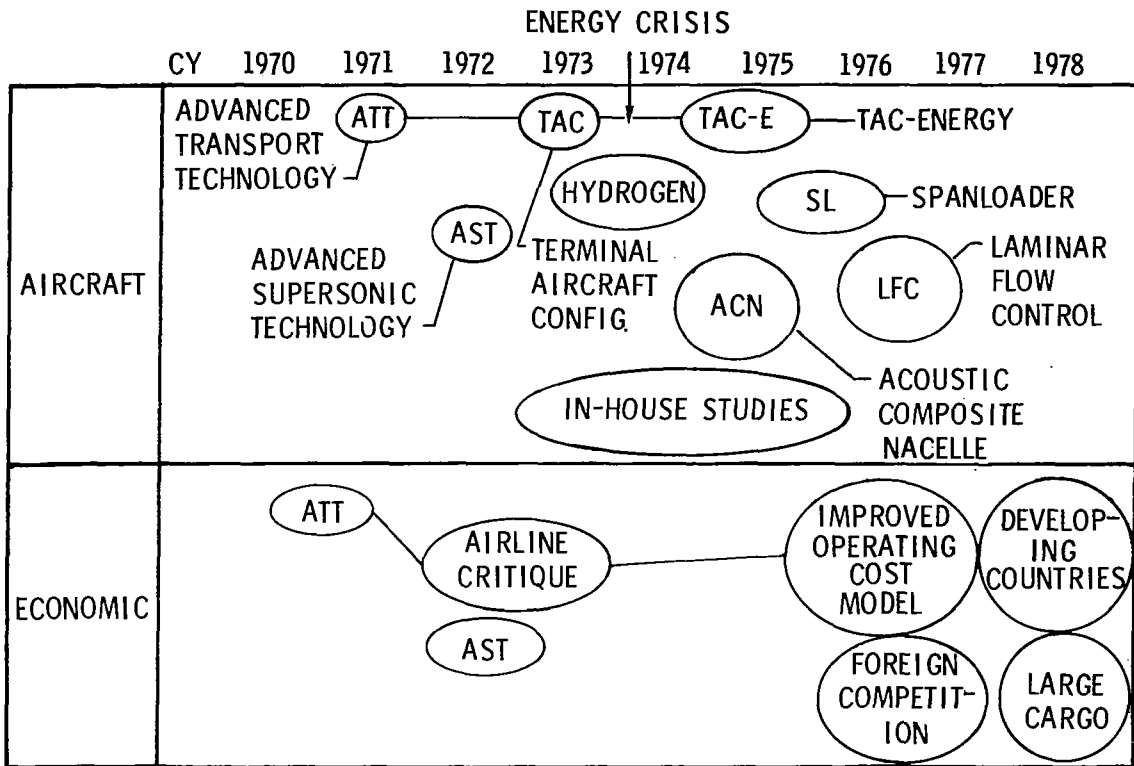 ENERGY CRISIS
CY 1970 1971 1972 1973 1974 1975 1976 1977 1978
AIRCRAFT
ADVANCED
TRANSPORT
TECHNOLOGY
ATT
TAC
TAC-E
TAC-ENERGY
HYDROGEN
SL
SPANLOADER
AST
ADVANCED
SUPERSONIC
TECHNOLOGY
TERMINAL
AIRCRAFT
CONFIG.
ACN
LFC
LAMINAR
FLOW
CONTROL
IN-HOUSE STUDIES
ACOUSTIC
COMPOSITE
NACELLE
ECONOMIC
ATT
AIRLINE
CRITIQUE
AST
IMPROVED
OPERATING
COST
MODEL
DEVELOP-
ING
COUNTRIES
FOREIGN
COMPETIT-
ION
LARGE
CARGO